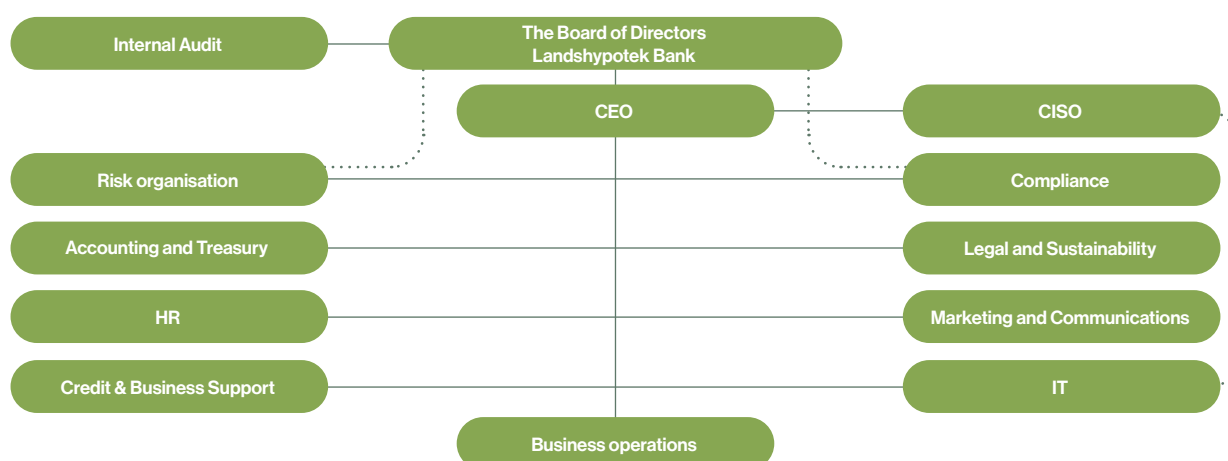 Internal Audit
The Board of Directors
Landshypotek Bank
CEO
CISO
Risk organisation
Compliance
Accounting and Treasury
Legal and Sustainability
HR
Marketing and Communications
Credit & Business Support
IT
Business operations